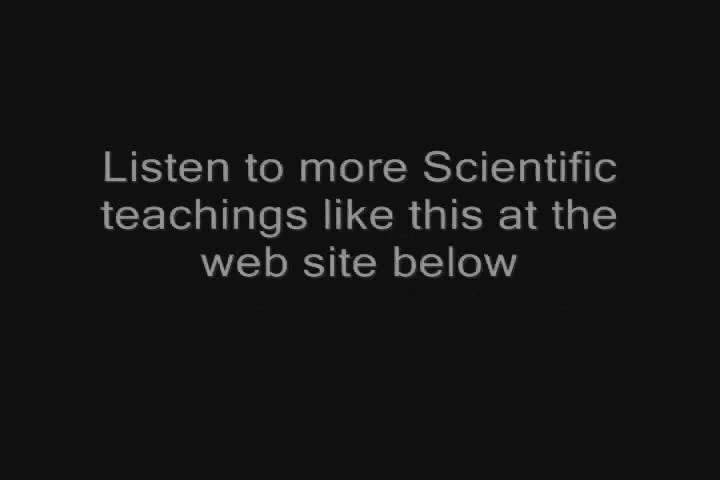 Listen to more Scientific
teachings like this at the
web site below